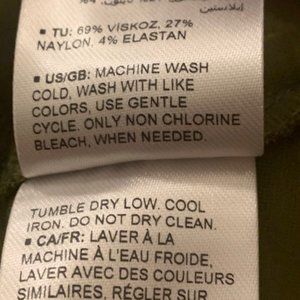 ■ TU: 69% VİSKOZ, 27%
NAYLON, 4% ELASTAN
■ US/GB: MACHINE WASH
COLD, WASH WITH LIKE
COLORS, USE GENTLE
CYCLE. ONLY NON CHLORINE
BLEACH, WHEN NEEDED.
TUMBLE DRY LOW. COOL
IRON. DO NOT DRY CLEAN.
■ CA/FR: LAVER À LA
MACHINE À L'EAU FROIDE,
LAVER AVEC DES COULEURS
SIMILAIRES, RÉGLER SUR